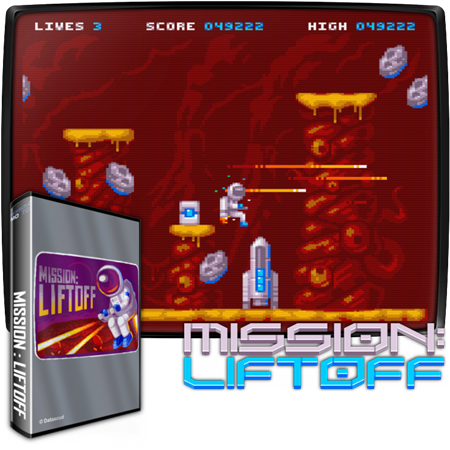 LIVES 3 SCORE 049222 HIGH 049222
MISSION:
LIFTOFF
MISSION : LIFTOFF
MISSION:
LIFTOFF